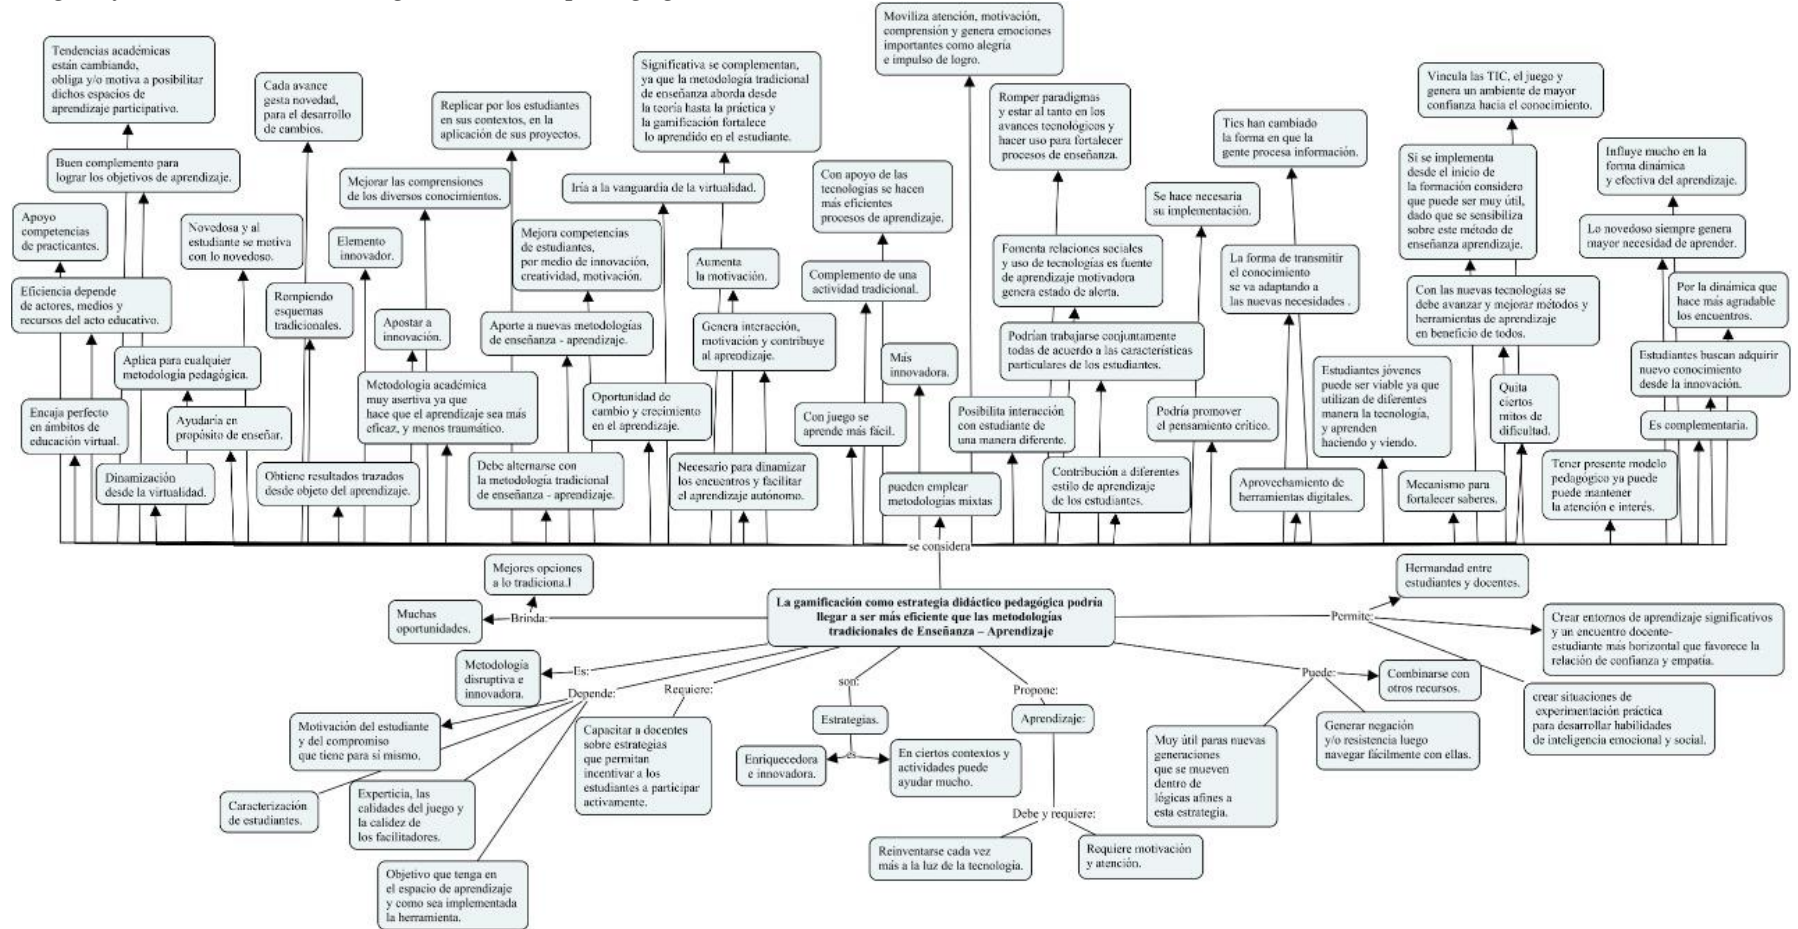 Moviliza atención, motivación,
comprensión y genera emociones
importantes como alegría
e impulso de logro.
Tendencias académicas
están cambiando,
obliga y/o motiva a posibilitar
dichos espacios de
aprendizaje participativo.
Cada avance
gesta novedad,
para el desarrollo
de cambios.
Replicar por los estudiantes
en sus contextos, en la
aplicación de sus proyectos.
Significativa se complementan,
ya que la metodología tradicional
de enseñanza aborda desde
la teoría hasta la práctica y
la gamificación fortalece
lo aprendido en el estudiante.
Romper paradigmas
y estar al tanto en los
avances tecnológicos y
hacer uso para fortalecer
procesos de enseñanza.
Tics han cambiado
la forma en que la
gente procesa información.
Vincula las TIC, el juego y
genera un ambiente de mayor
confianza hacia el conocimiento.
Influye mucho en la
forma dinámica
y efectiva del aprendizaje.
Buen complemento para
lograr los objetivos de aprendizaje.
Mejorar las comprensiones
de los diversos conocimientos.
Iría a la vanguardia de la virtualidad.
Con apoyo de las
tecnologías se hacen
más eficientes
procesos de aprendizaje.
Se hace necesaria
su implementación.
Si se implementa
desde el inicio de
la formación considero
que puede ser muy útil,
dado que se sensibiliza
sobre este método de
enseñanza aprendizaje.
Apoyo
competencias
de practicantes.
Novedosa y al
estudiante se motiva
con lo novedoso.
Elemento
innovador.
Mejora competencias
de estudiantes,
por medio de innovación,
creatividad, motivación.
Aumenta
la motivación.
Complemento de una
actividad tradicional.
Fomenta relaciones sociales
y uso de tecnologías es fuente
de aprendizaje motivadora
genera estado de alerta.
La forma de transmitir
el conocimiento
se va adaptando a
las nuevas necesidades .
Lo novedoso siempre genera
mayor necesidad de aprender.
Eficiencia depende
de actores, medios y
recursos del acto educativo.
Rompiendo
esquemas
tradicionales.
Apostar a
innovación.
Aporte a nuevas metodologías
de enseñanza - aprendizaje.
Genera interacción,
motivación y contribuye
al aprendizaje.
Podrían trabajarse conjuntamente
todas de acuerdo a las características
particulares de los estudiantes.
Con las nuevas tecnologías se
debe avanzar y mejorar métodos y
herramientas de aprendizaje
en beneficio de todos.
Por la dinámica que
hace más agradable
los encuentros.
Aplica para cualquier
metodología pedagógica.
Metodología académica
muy asertiva ya que
hace que el aprendizaje sea más
eficaz, y menos traumático.
Oportunidad de
cambio y crecimiento
en el aprendizaje.
Más
innovadora.
Estudiantes jóvenes
puede ser viable ya que
utilizan de diferentes
manera la tecnología,
y aprenden
haciendo y viendo.
Quita
ciertos
mitos de
dificultad.
Estudiantes buscan adquirir
nuevo conocimiento
desde la innovación.
Encaja perfecto
en ámbitos de
educación virtual.
Ayudaría en
propósito de enseñar.
Con juego se
aprende más fácil.
Posibilita interacción
con estudiante de
una manera diferente.
Podría promover
el pensamiento crítico.
Es complementaria.
Dinamización
desde la virtualidad.
Obtiene resultados trazados
desde objeto del aprendizaje.
Debe alternarse con
la metodología tradicional
de enseñanza - aprendizaje.
Necesario para dinamizar
los encuentros y facilitar
el aprendizaje autónomo.
pueden emplear
metodologías mixtas
Contribución a diferentes
estilo de aprendizaje
de los estudiantes.
Aprovechamiento de
herramientas digitales.
Mecanismo para
fortalecer saberes.
Tener presente modelo
pedagógico ya puede
puede mantener
la atención e interés.
se considera
Mejores opciones
a lo tradiciona.l
Muchas
oportunidades.
Brinda:
La gamificación como estrategia didáctico pedagógica podría
llegar a ser más eficiente que las metodologías
tradicionales de Enseñanza – Aprendizaje
Permite:
Hermandad entre
estudiantes y docentes.
Crear entornos de aprendizaje significativos
y un encuentro docente-
estudiante más horizontal que favorece la
relación de confianza y empatía.
crear situaciones de
experimentación práctica
para desarrollar habilidades
de inteligencia emocional y social.
Metodología
disruptiva e
innovadora.
Es:
Depende:
Requiere:
son:
Propone:
Puede:
Combinarse con
otros recursos.
Motivación del estudiante
y del compromiso
que tiene para sí mismo.
Capacitar a docentes
sobre estrategias
que permitan
incentivar a los
estudiantes a participar
activamente.
Estrategias.
Aprendizaje:
Generar negación
y/o resistencia luego
navegar fácilmente con ellas.
Muy útil paras nuevas
generaciones
que se mueven
dentro de
lógicas afines a
esta estrategia.
Enriquecedora
e innovadora.
es
En ciertos contextos y
actividades puede
ayudar mucho.
Caracterización
de estudiantes.
Experticia, las
calidades del juego y
la calidez de
los facilitadores.
Debe y requiere:
Reinventarse cada vez
más a la luz de la tecnología.
Requiere motivación
y atención.
Objetivo que tenga en
el espacio de aprendizaje
y como sea implementada
la herramienta.